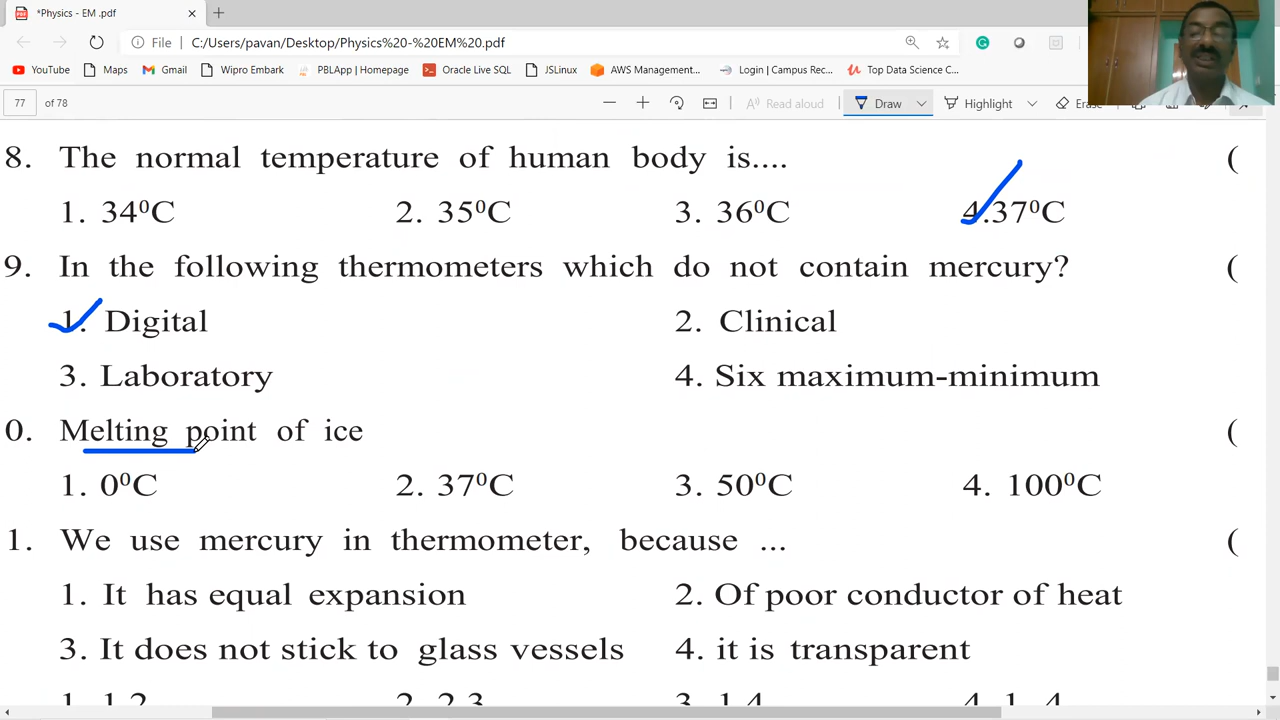 *Physics - EM .pdf
File C:/Users/pavan/Desktop/Physics%20-%20EM%20.pdf
YouTube Maps Gmail Wipro Embark PBLApp | Homepage Oracle Live SQL JSLinux AWS Management... Login | Campus Rec... Top Data Science C...
77 of 78 Read aloud Draw Highlight Erase
8. The normal temperature of human body is.... (
1. 34⁰C 2. 35⁰C 3. 36⁰C 4.37⁰C
9. In the following thermometers which do not contain mercury? (
1. Digital 2. Clinical
3. Laboratory 4. Six maximum-minimum
0. Melting point of ice (
1. 0⁰C 2. 37⁰C 3. 50⁰C 4. 100⁰C
1. We use mercury in thermometer, because ... (
1. It has equal expansion 2. Of poor conductor of heat
3. It does not stick to glass vessels 4. it is transparent